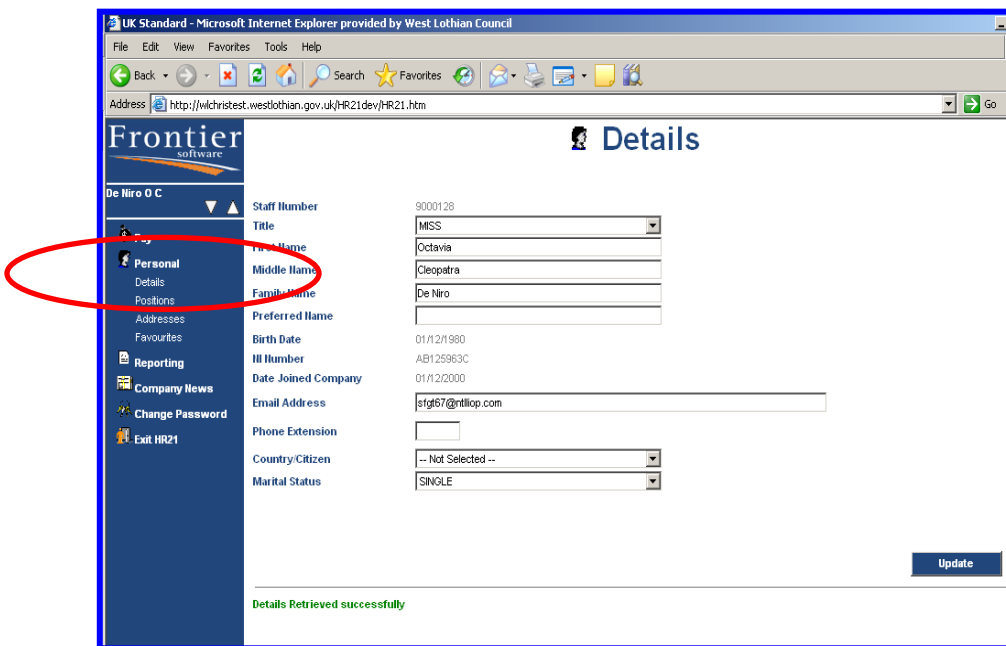 UK Standard - Microsoft Internet Explorer provided by West Lothian Council
File Edit View Favorites Tools Help
Back Search Favorites
Address http://wlchristest.westlothian.gov.uk/HR21dev/HR21.htm Go
Frontier
software
Details
De Niro O C
Staff Number 9000128
Title MISS
Pay
First Name Octavia
Personal
Middle Name Cleopatra
Details
Family Name De Niro
Positions
Preferred Name
Addresses
Favourites
Birth Date 01/12/1980
NI Number AB125963C
Reporting
Date Joined Company 01/12/2000
Company News
Email Address sfgt67@ntlliop.com
Change Password
Phone Extension
Exit HR21
Country/Citizen -- Not Selected --
Marital Status SINGLE
Update
Details Retrieved successfully